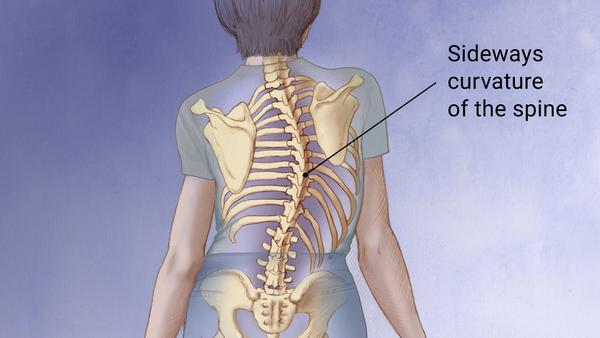 Sideways
curvature
of the spine